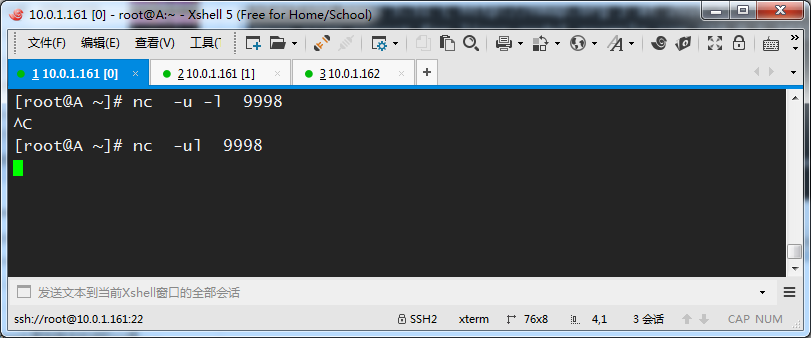 10.0.1.161 [0] - root@A:~ - Xshell 5 (Free for Home/School)
文件(F) 编辑(E) 查看(V) 工具(
1 10.0.1.161 [0] × 2 10.0.1.161 [1] × 3 10.0.1.162 × +
[root@A ~]# nc  -u -l  9998
^C
[root@A ~]# nc  -ul  9998
发送文本到当前Xshell窗口的全部会话
ssh://root@10.0.1.161:22 SSH2 xterm 76x8 4,1 3 会话 CAP NUM